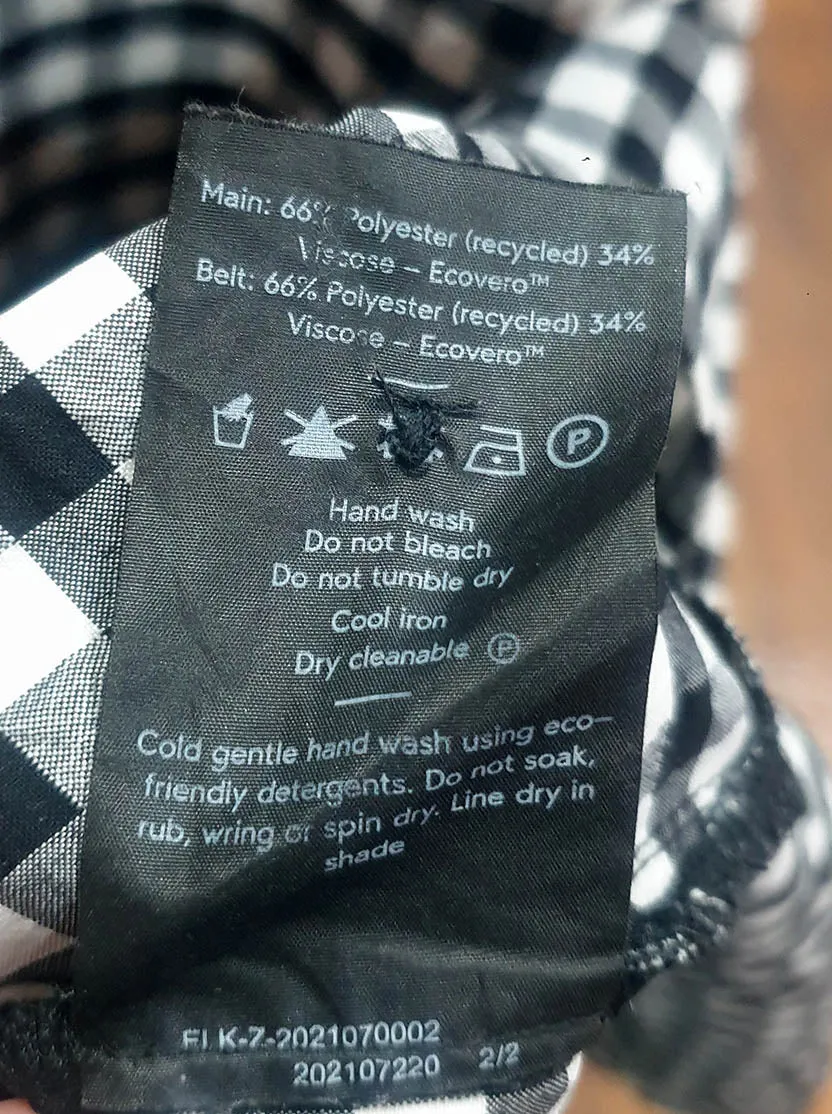 Main: 66% Polyester (recycled) 34%
Viscose – Ecovero™
Belt: 66% Polyester (recycled) 34%
Viscose – Ecovero™
P
Hand wash
Do not bleach
Do not tumble dry
Cool iron
Dry cleanable Ⓟ
Cold gentle hand wash using eco–
friendly detergents. Do not soak,
rub, wring or spin dry. Line dry in
shade
K-7-2021070002
202107220 2/2